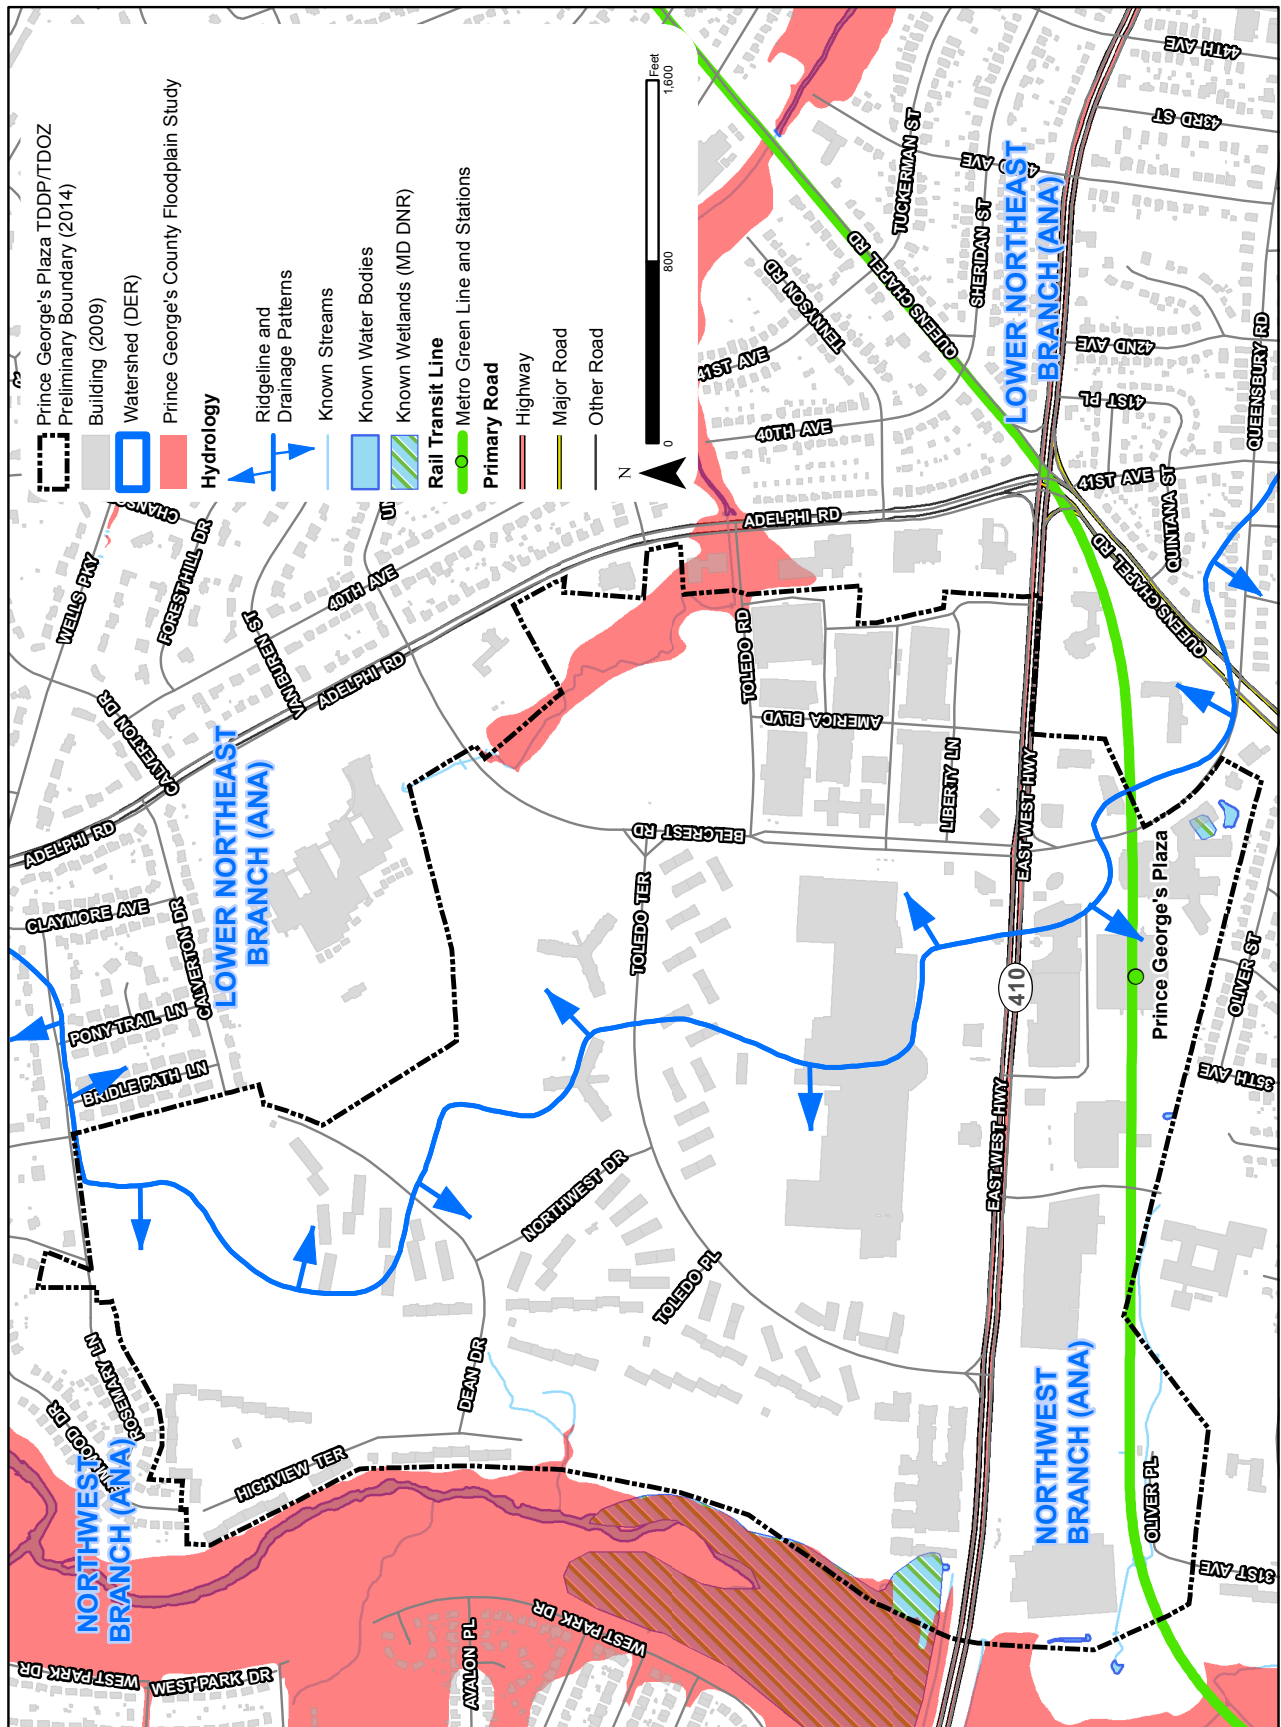 Prince George's Plaza TDDP/TDOZ
Preliminary Boundary (2014)
Building (2009)
Watershed (DER)
Prince George's County Floodplain Study
Hydrology
Ridgeline and
Drainage Patterns
Known Streams
Known Water Bodies
Known Wetlands (MD DNR)
Rail Transit Line
Metro Green Line and Stations
Primary Road
Highway
Major Road
Other Road
N
0
800
1,600
Feet
WELLS PKY
FOREST HILL DR
VAN BUREN ST
40TH AVE
CALVERTON DR
ADELPHI RD
ADELPHI RD
CLAYMORE AVE
CALVERTON DR
PONY TRAIL LN
BRIDLE PATH LN
LOWER NORTHEAST
BRANCH (ANA)
ADELPHI RD
41ST AVE
40TH AVE
TENNYSON RD
QUEENS CHAPEL RD
TUCKERMAN ST
SHERIDAN ST
44TH AVE
43RD ST
LOWER NORTHEAST
BRANCH (ANA)
42ND AVE
41ST PL
41ST AVE
QUINTANA ST
QUEENSBURY RD
QUEENS CHAPEL RD
TOLEDO RD
AMERICA BLVD
LIBERTY LN
BELCREST RD
EAST WEST HWY
EAST WEST HWY
TOLEDO TER
410
Prince George's Plaza
OLIVER ST
35TH AVE
EAST WEST HWY
NORTHWEST DR
TOLEDO PL
DEAN DR
HIGHVIEW TER
ROSEMARY LN
NORTHWEST
BRANCH (ANA)
NORTHWEST
BRANCH (ANA)
OLIVER PL
31ST AVE
WEST PARK DR
WEST PARK DR
WEST PARK DR
AVALON PL